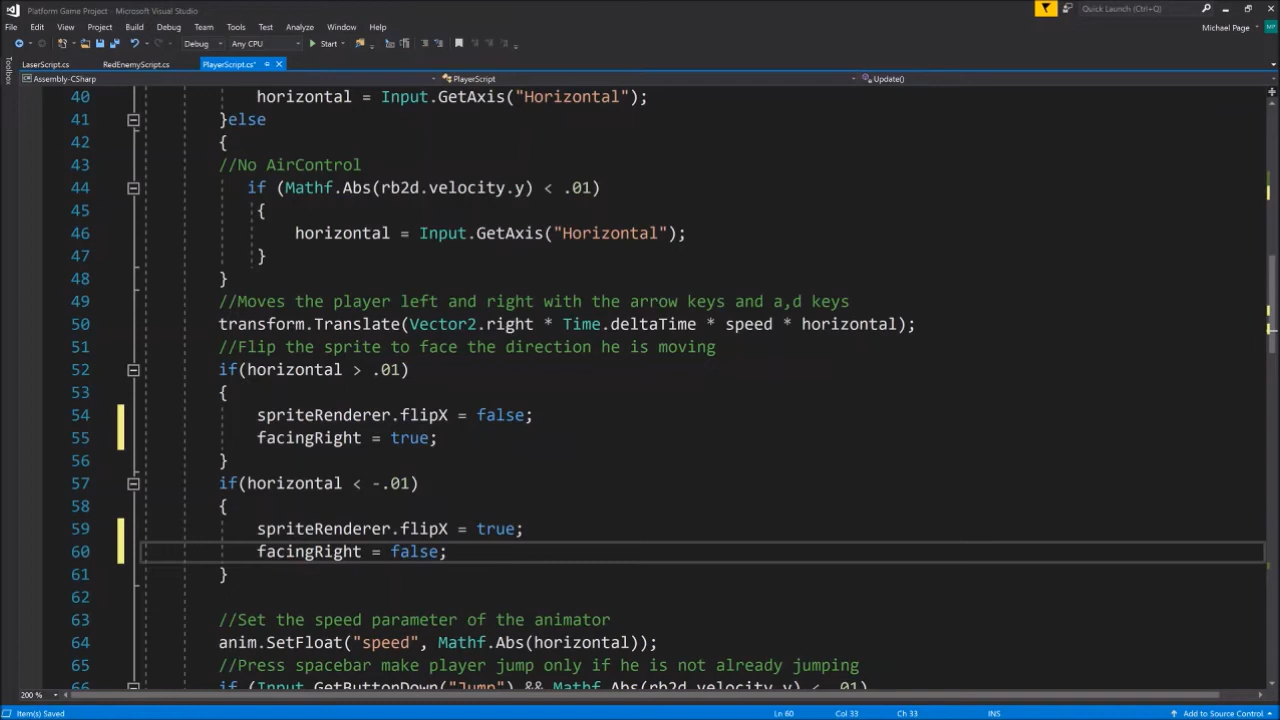 Platform Game Project - Microsoft Visual Studio
Quick Launch (Ctrl+Q)
File Edit View Project Build Debug Team Tools Test Analyze Window Help
Michael Page MP
Debug Any CPU Start
Toolbox
LaserScript.cs RedEnemyScript.cs PlayerScript.cs*
Assembly-CSharp PlayerScript Update()
40 horizontal = Input.GetAxis("Horizontal");
41 }else
42 {
43 //No AirControl
44 if (Mathf.Abs(rb2d.velocity.y) < .01)
45 {
46 horizontal = Input.GetAxis("Horizontal");
47 }
48 }
49 //Moves the player left and right with the arrow keys and a,d keys
50 transform.Translate(Vector2.right * Time.deltaTime * speed * horizontal);
51 //Flip the sprite to face the direction he is moving
52 if(horizontal > .01)
53 {
54 spriteRenderer.flipX = false;
55 facingRight = true;
56 }
57 if(horizontal < -.01)
58 {
59 spriteRenderer.flipX = true;
60 facingRight = false;
61 }
62
63 //Set the speed parameter of the animator
64 anim.SetFloat("speed", Mathf.Abs(horizontal));
65 //Press spacebar make player jump only if he is not already jumping
66 if (Input.GetButtonDown("Jump") && Mathf.Abs(rb2d.velocity.y) < .01)
200 %
Item(s) Saved Ln 60 Col 33 Ch 33 INS Add to Source Control